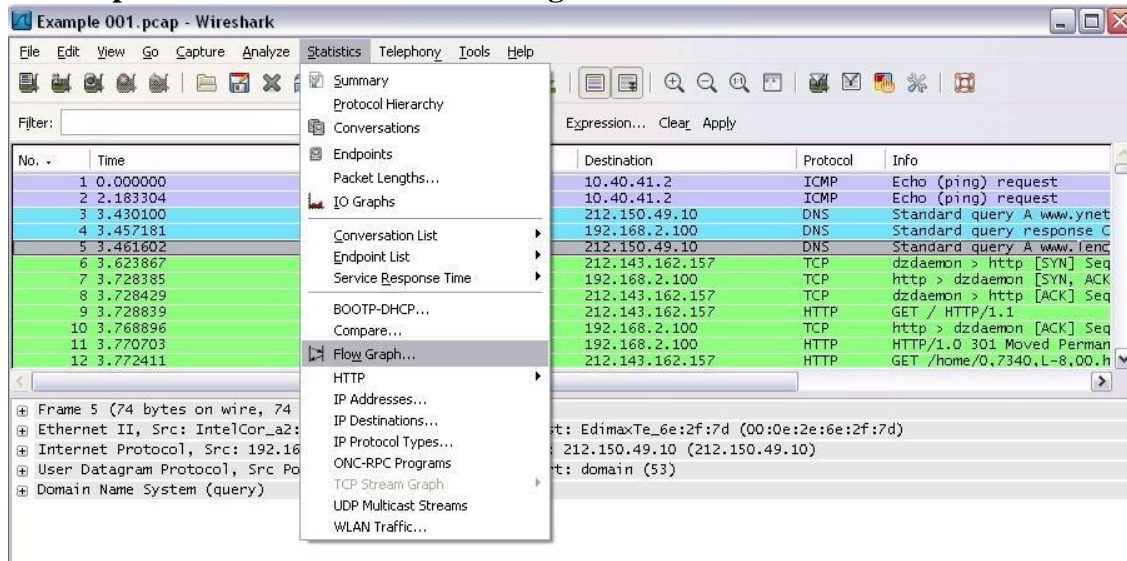 Example 001.pcap - Wireshark
File Edit View Go Capture Analyze Statistics Telephony Tools Help
Filter: Expression... Clear Apply
Summary
Protocol Hierarchy
Conversations
Endpoints
Packet Lengths...
IO Graphs
Conversation List
Endpoint List
Service Response Time
BOOTP-DHCP...
Compare...
Flow Graph...
HTTP
IP Addresses...
IP Destinations...
IP Protocol Types...
ONC-RPC Programs
TCP Stream Graph
UDP Multicast Streams
WLAN Traffic...
No. Time Destination Protocol Info
1 0.000000 10.40.41.2 ICMP Echo (ping) request
2 2.183304 10.40.41.2 ICMP Echo (ping) request
3 3.430100 212.150.49.10 DNS Standard query A www.ynet
4 3.457181 192.168.2.100 DNS Standard query response C
5 3.461602 212.150.49.10 DNS Standard query A
6 3.623867 212.143.162.157 TCP dzdaemon > http [SYN] Seq
7 3.728385 192.168.2.100 TCP http > dzdaemon [SYN, ACK
8 3.728429 212.143.162.157 TCP dzdaemon > http [ACK] Seq
9 3.728839 212.143.162.157 HTTP GET / HTTP/1.1
10 3.768896 192.168.2.100 TCP http > dzdaemon [ACK] Seq
11 3.770703 192.168.2.100 HTTP HTTP/1.0 301 Moved Perman
12 3.772411 212.143.162.157 HTTP GET /home/0,7340,L-8,00.h
Frame 5 (74 bytes on wire, 74
Ethernet II, Src: IntelCor_a2: t: EdimaxTe_6e:2f:7d (00:0e:2e:6e:2f:7d)
Internet Protocol, Src: 192.16 : 212.150.49.10 (212.150.49.10)
User Datagram Protocol, Src Po t: domain (53)
Domain Name System (query)